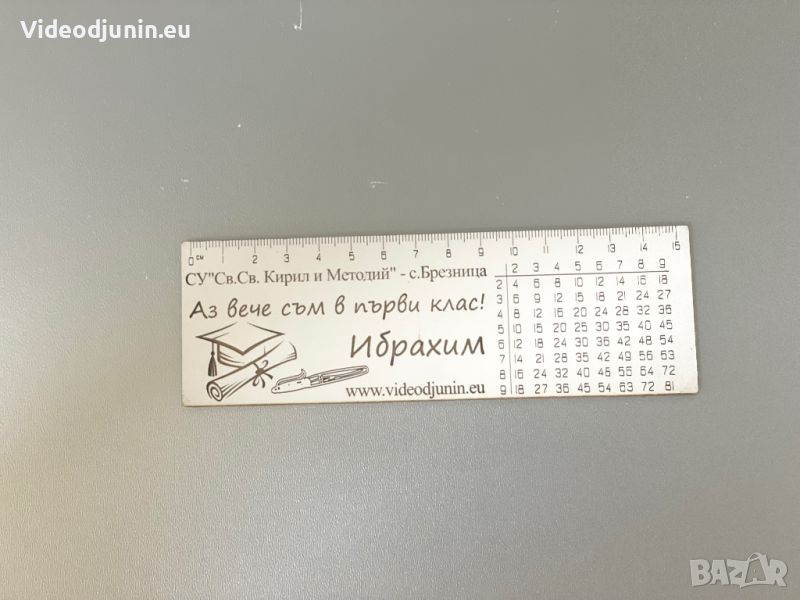 Videodjunin.eu
0 см 1 2 3 4 5 6 7 8 9 10 11 12 13 14 15
СУ"Св.Св. Кирил и Методий" - с.Брезница
Аз вече съм в първи клас!
Ибрахим
www.videodjunin.eu
2 3 4 5 6 7 8 9
2 4 6 8 10 12 14 16 18
3 6 9 12 15 18 21 24 27
4 8 12 16 20 24 28 32 36
5 10 15 20 25 30 35 40 45
6 12 18 24 30 36 42 48 54
7 14 21 28 35 42 49 56 63
8 16 24 32 40 48 56 64 72
9 18 27 36 45 54 63 72 81
BAZAR